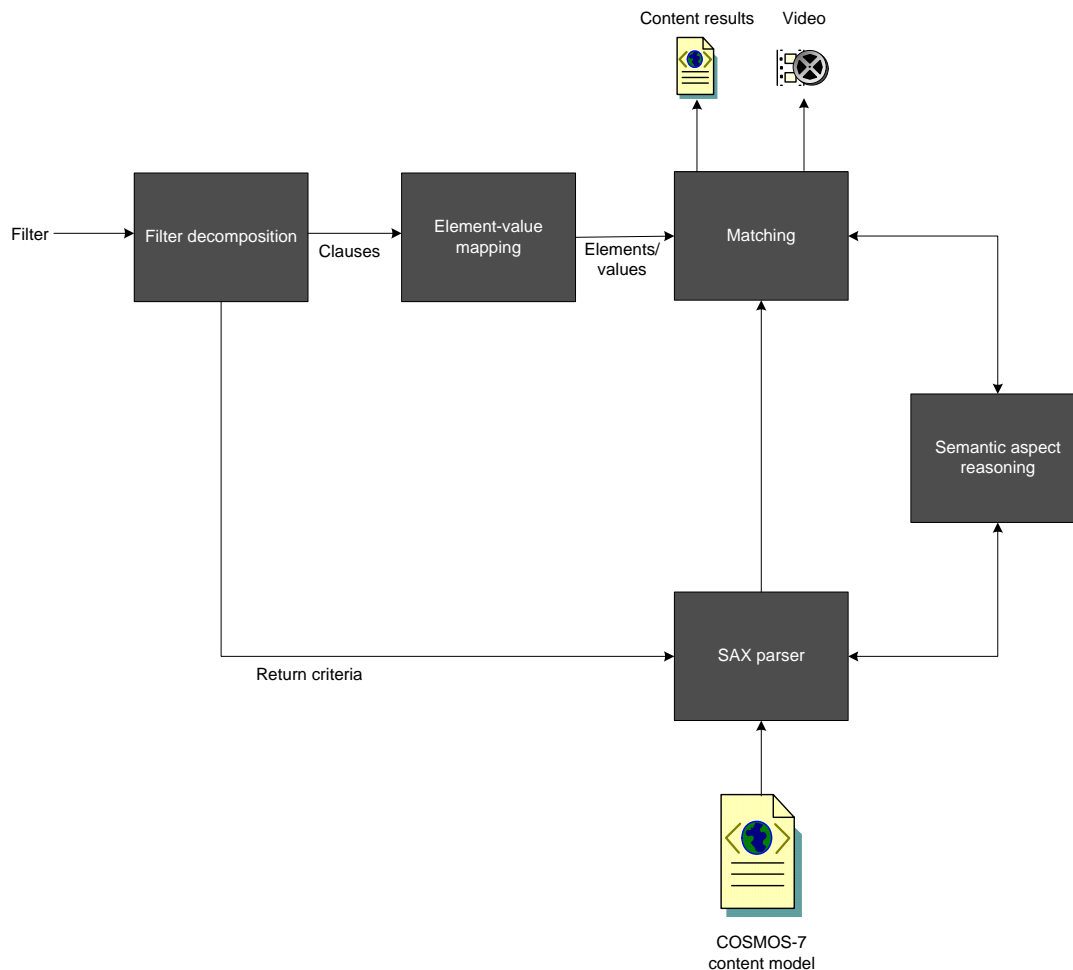 Content results
Video
Filter
Filter decomposition
Clauses
Element-value
mapping
Elements/
values
Matching
Semantic aspect
reasoning
Return criteria
SAX parser
COSMOS-7
content model